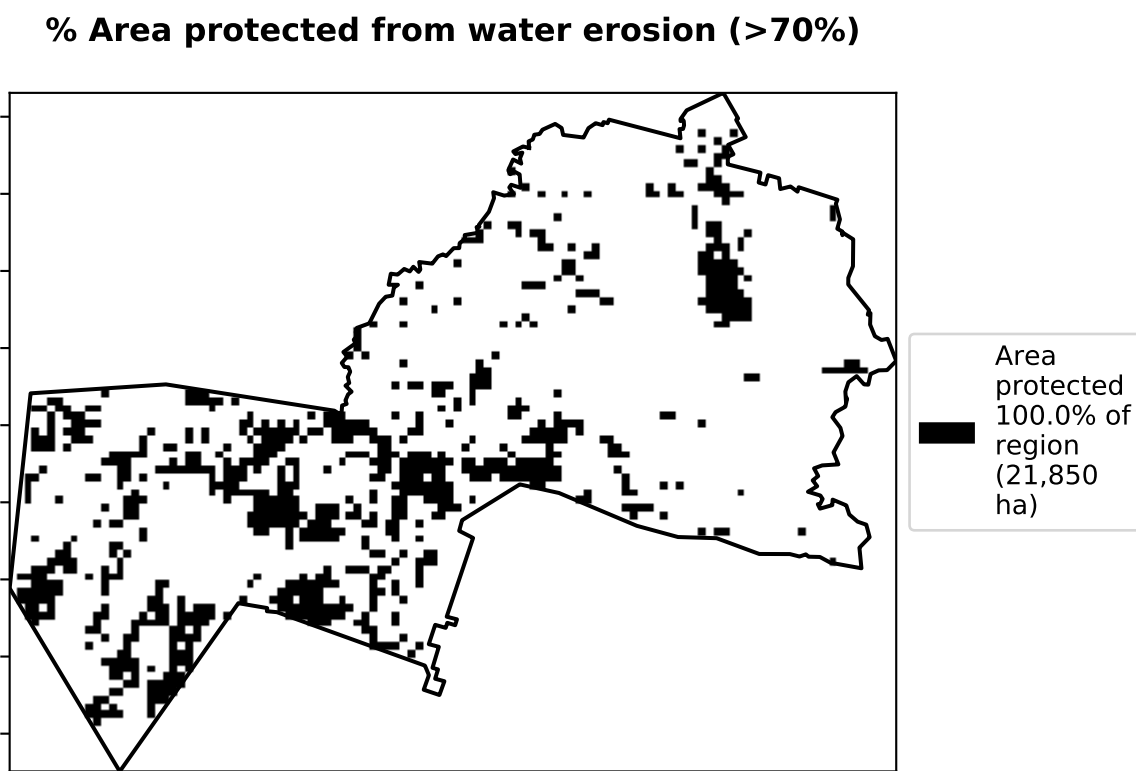 % Area protected from water erosion (>70%)
Area
protected
100.0% of
region
(21,850
ha)